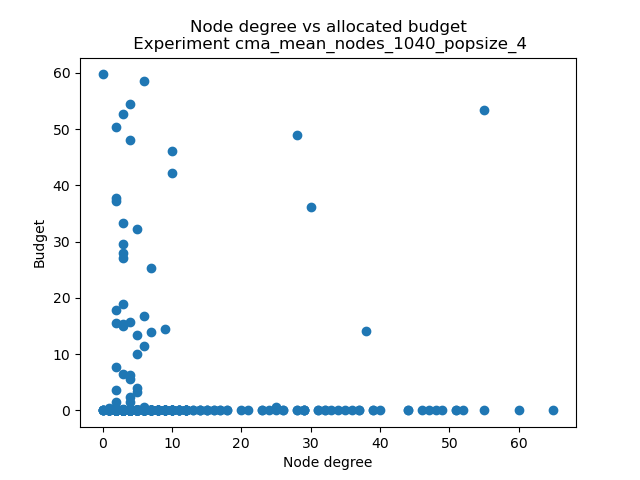 Node degree vs allocated budget
Experiment cma_mean_nodes_1040_popsize_4
60
50
40
30
20
10
0
Budget
0 10 20 30 40 50 60
Node degree